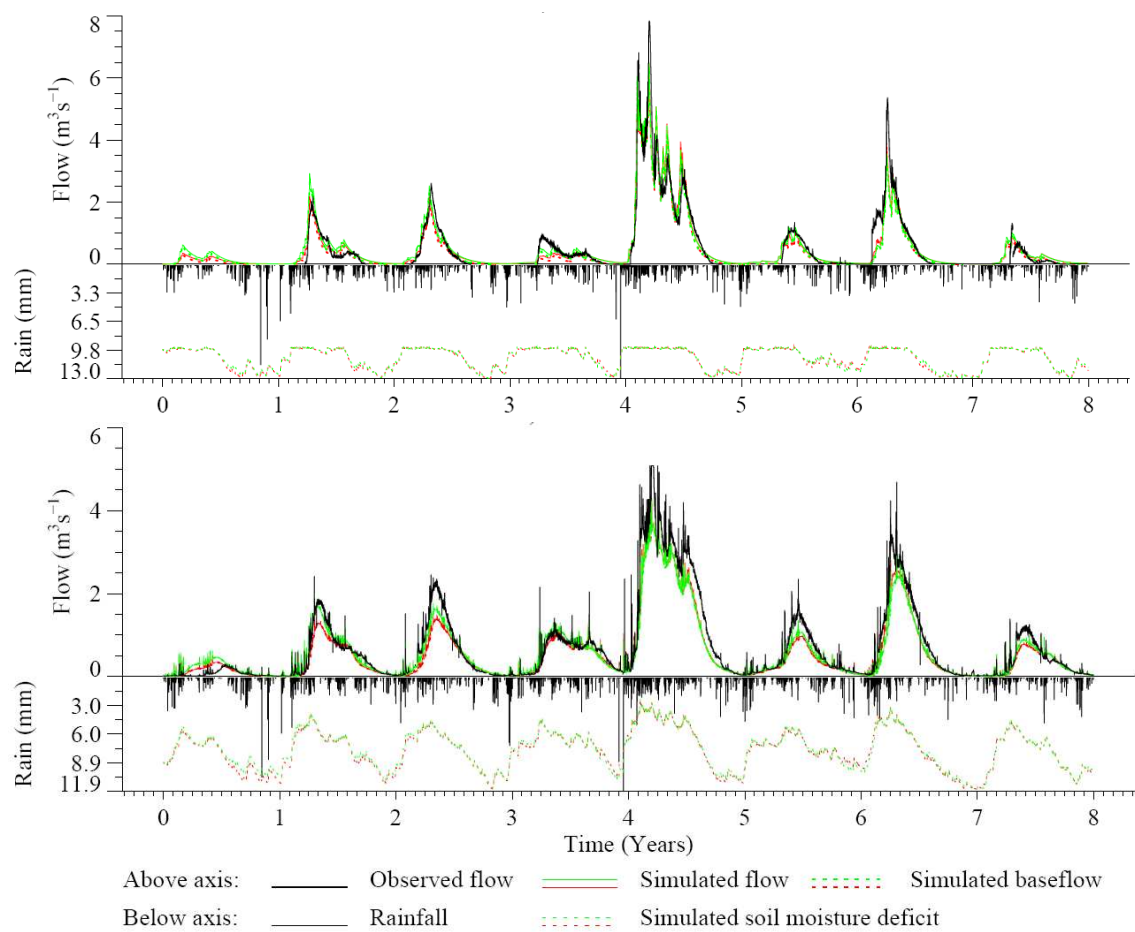 8
6
4
2
0
Flow (m³s⁻¹)
3.3
6.5
9.8
13.0
Rain (mm)
0 1 2 3 4 5 6 7 8
6
4
2
0
Flow (m³s⁻¹)
3.0
6.0
8.9
11.9
Rain (mm)
0 1 2 3 4 5 6 7 8
Time (Years)
Above axis: Observed flow Simulated flow Simulated baseflow
Below axis: Rainfall Simulated soil moisture deficit